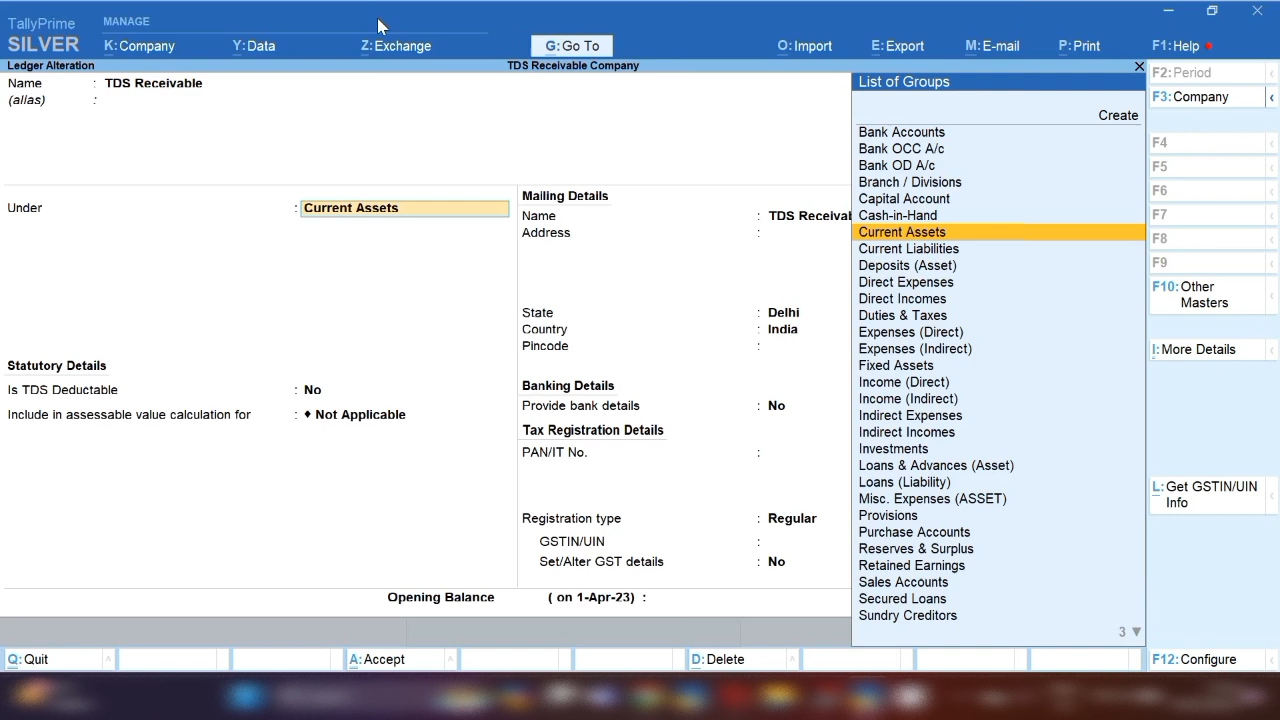 TallyPrime
SILVER
MANAGE
K:Company
Y:Data
Z:Exchange
G:Go To
O:Import
E:Export
M:E-mail
P:Print
F1:Help
Ledger Alteration
TDS Receivable Company
Name : TDS Receivable
(alias) :
Under : Current Assets
Statutory Details
Is TDS Deductable : No
Include in assessable value calculation for : ♦ Not Applicable
Mailing Details
Name : TDS Receivab
Address :
State : Delhi
Country : India
Pincode :
Banking Details
Provide bank details : No
Tax Registration Details
PAN/IT No. :
Registration type : Regular
GSTIN/UIN :
Set/Alter GST details : No
Opening Balance ( on 1-Apr-23) :
List of Groups
Create
Bank Accounts
Bank OCC A/c
Bank OD A/c
Branch / Divisions
Capital Account
Cash-in-Hand
Current Assets
Current Liabilities
Deposits (Asset)
Direct Expenses
Direct Incomes
Duties & Taxes
Expenses (Direct)
Expenses (Indirect)
Fixed Assets
Income (Direct)
Income (Indirect)
Indirect Expenses
Indirect Incomes
Investments
Loans & Advances (Asset)
Loans (Liability)
Misc. Expenses (ASSET)
Provisions
Purchase Accounts
Reserves & Surplus
Retained Earnings
Sales Accounts
Secured Loans
Sundry Creditors
3 ▼
F2:Period
F3:Company
F4
F5
F6
F7
F8
F9
F10:Other
Masters
I:More Details
L:Get GSTIN/UIN
Info
Q:Quit
A:Accept
D:Delete
F12:Configure